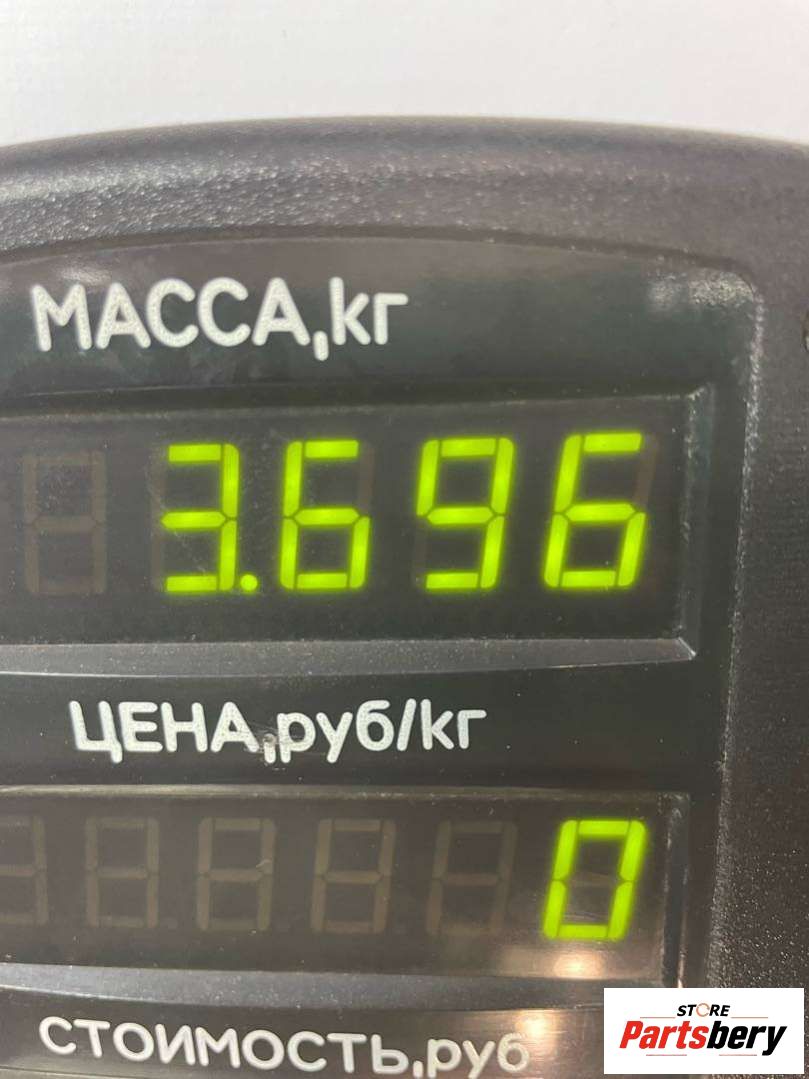 МАССА,кг
3.696
ЦЕНА,руб/кг
0
СТОИМОСТЬ,руб
STORE
Partsbery